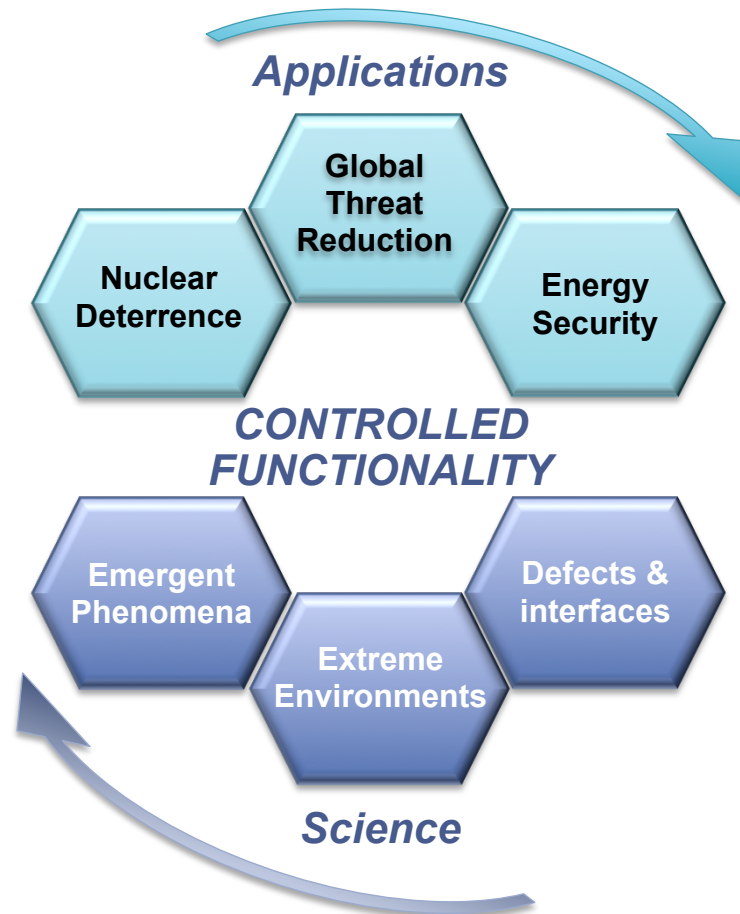 Applications
Global
Threat
Reduction
Nuclear
Deterrence
Energy
Security
CONTROLLED
FUNCTIONALITY
Emergent
Phenomena
Defects &
interfaces
Extreme
Environments
Science